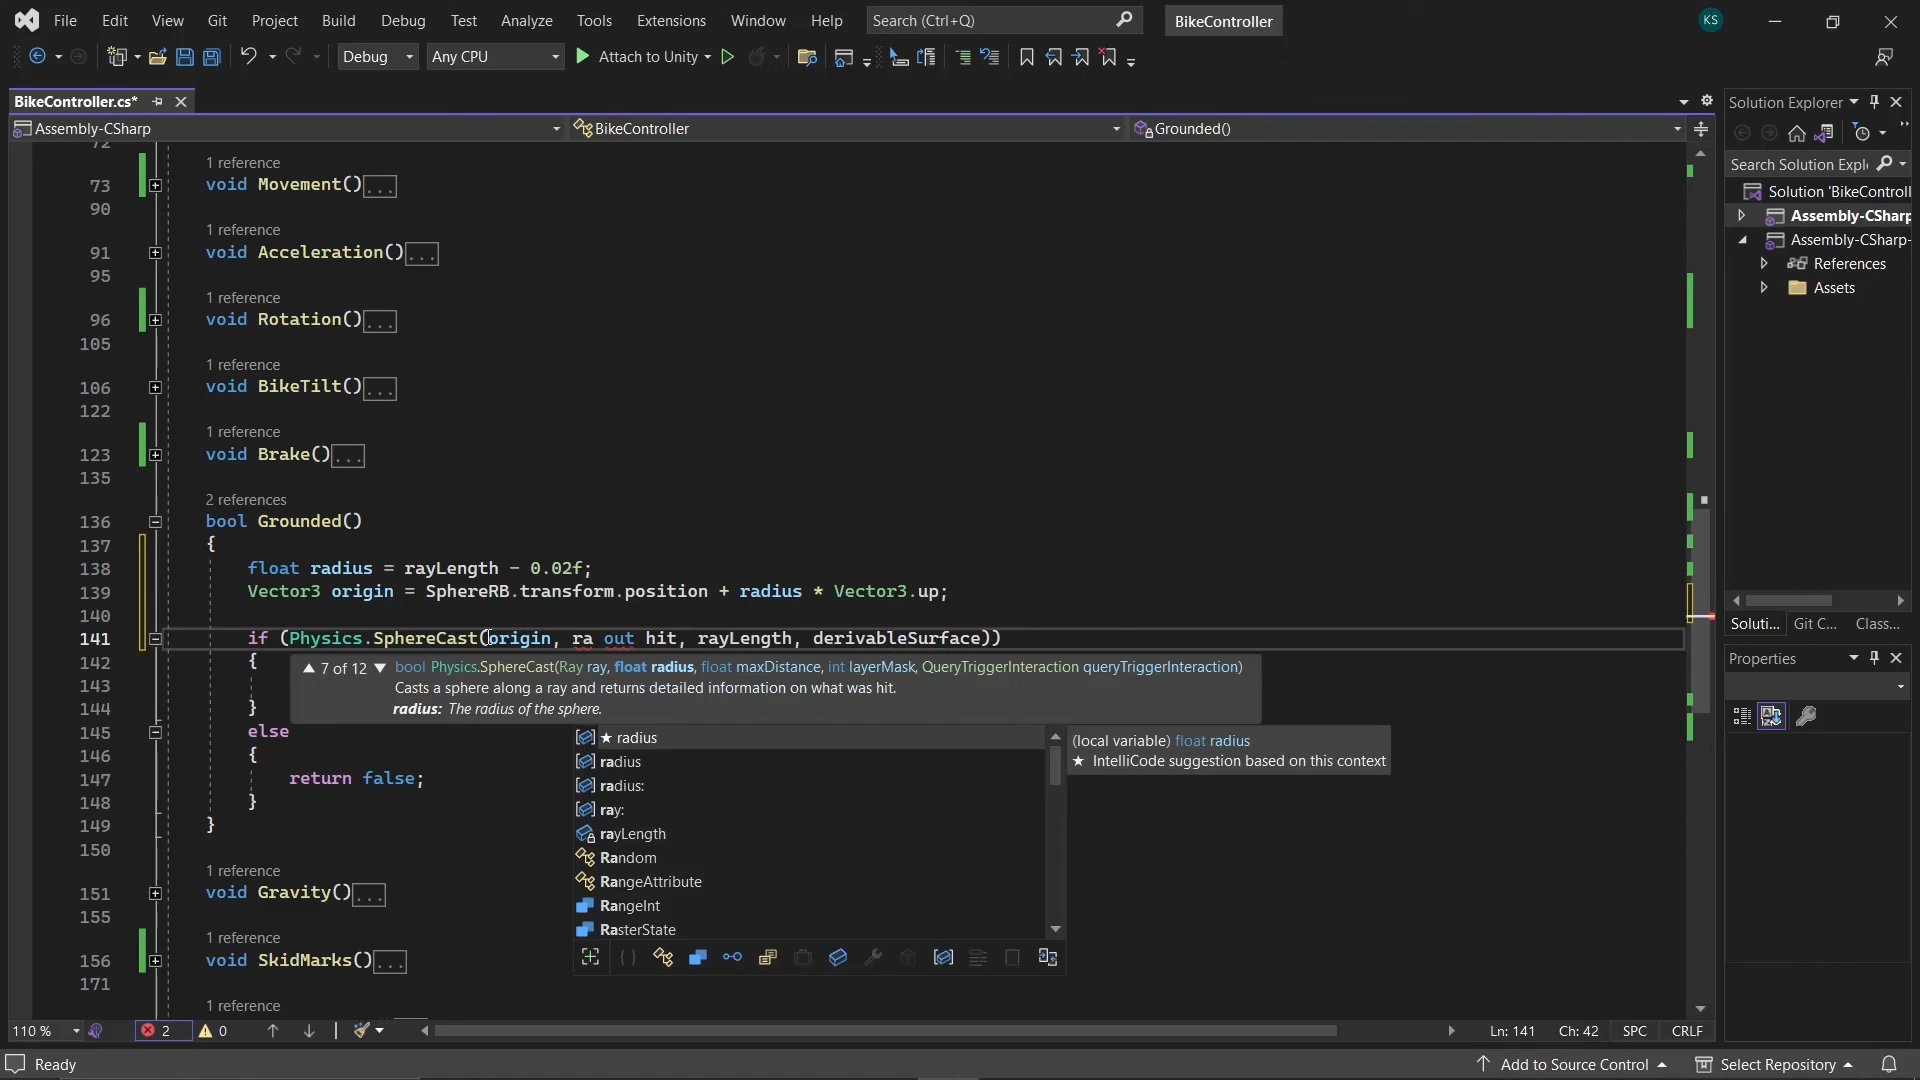 File Edit View Git Project Build Debug Test Analyze Tools Extensions Window Help Search (Ctrl+Q) BikeController KS
Debug Any CPU Attach to Unity
BikeController.cs* Solution Explorer
Assembly-CSharp BikeController Grounded()
72
1 reference
73 void Movement()...
90
1 reference
91 void Acceleration()...
95
1 reference
96 void Rotation()...
105
1 reference
106 void BikeTilt()...
122
1 reference
123 void Brake()...
135
2 references
136 bool Grounded()
137 {
138 float radius = rayLength - 0.02f;
139 Vector3 origin = SphereRB.transform.position + radius * Vector3.up;
140
141 if (Physics.SphereCast(origin, ra out hit, rayLength, derivableSurface))
142 {
143
144 }
145 else
146 {
147 return false;
148 }
149 }
150
1 reference
151 void Gravity()...
155
1 reference
156 void SkidMarks()...
171
1 reference
7 of 12 bool Physics.SphereCast(Ray ray, float radius, float maxDistance, int layerMask, QueryTriggerInteraction queryTriggerInteraction)
Casts a sphere along a ray and returns detailed information on what was hit.
radius: The radius of the sphere.
★ radius
radius
radius:
ray:
rayLength
Random
RangeAttribute
RangeInt
RasterState
(local variable) float radius
★ IntelliCode suggestion based on this context
Search Solution Expl
Solution 'BikeControll
Assembly-CSharp
Assembly-CSharp-
References
Assets
Soluti... Git C... Class...
Properties
110 % 2 0 Ln: 141 Ch: 42 SPC CRLF
Ready Add to Source Control Select Repository